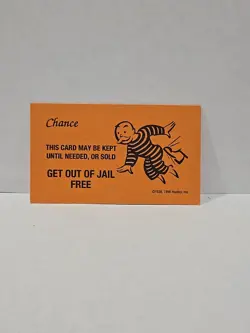 Chance
THIS CARD MAY BE KEPT
UNTIL NEEDED, OR SOLD
GET OUT OF JAIL
FREE